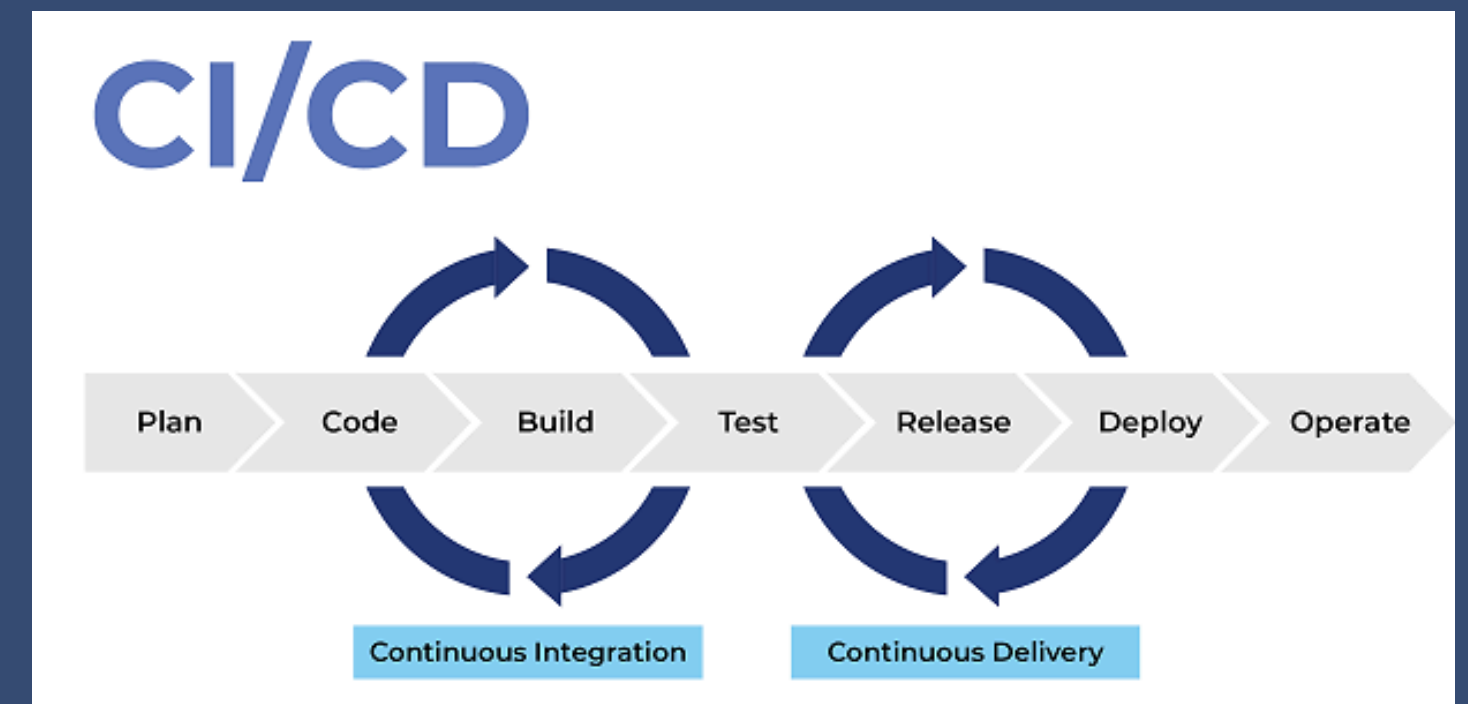 CI/CD
Plan Code Build Test Release Deploy Operate
Continuous Integration Continuous Delivery